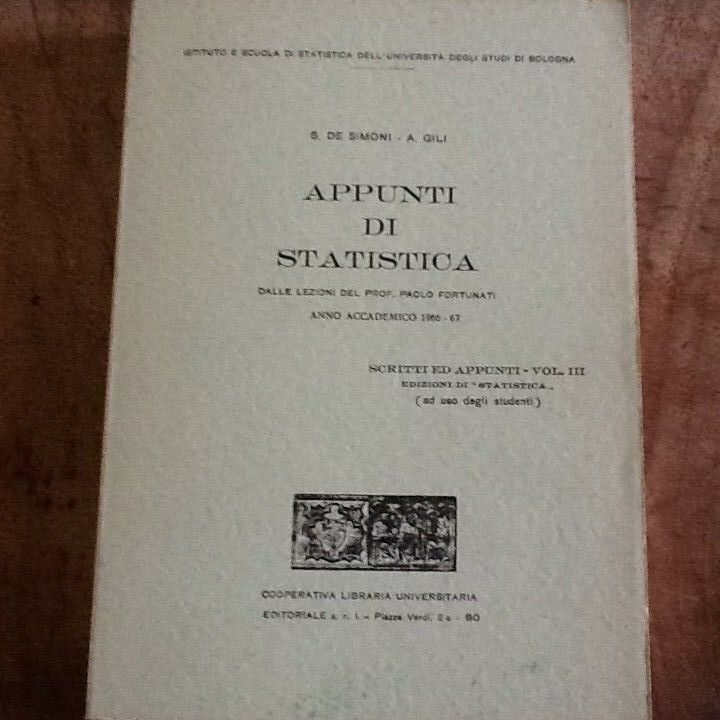 ISTITUTO E SCUOLA DI STATISTICA DELL'UNIVERSITÀ DEGLI STUDI DI BOLOGNA
S. DE SIMONI - A. GILI
APPUNTI
DI
STATISTICA
DALLE LEZIONI DEL PROF. PAOLO FORTUNATI
ANNO ACCADEMICO 1966 - 67
SCRITTI ED APPUNTI - VOL. III
EDIZIONI DI "STATISTICA„
(ad uso degli studenti)
COOPERATIVA LIBRARIA UNIVERSITARIA
EDITORIALE s. r. l. - Piazza Verdi, 2 a - BO